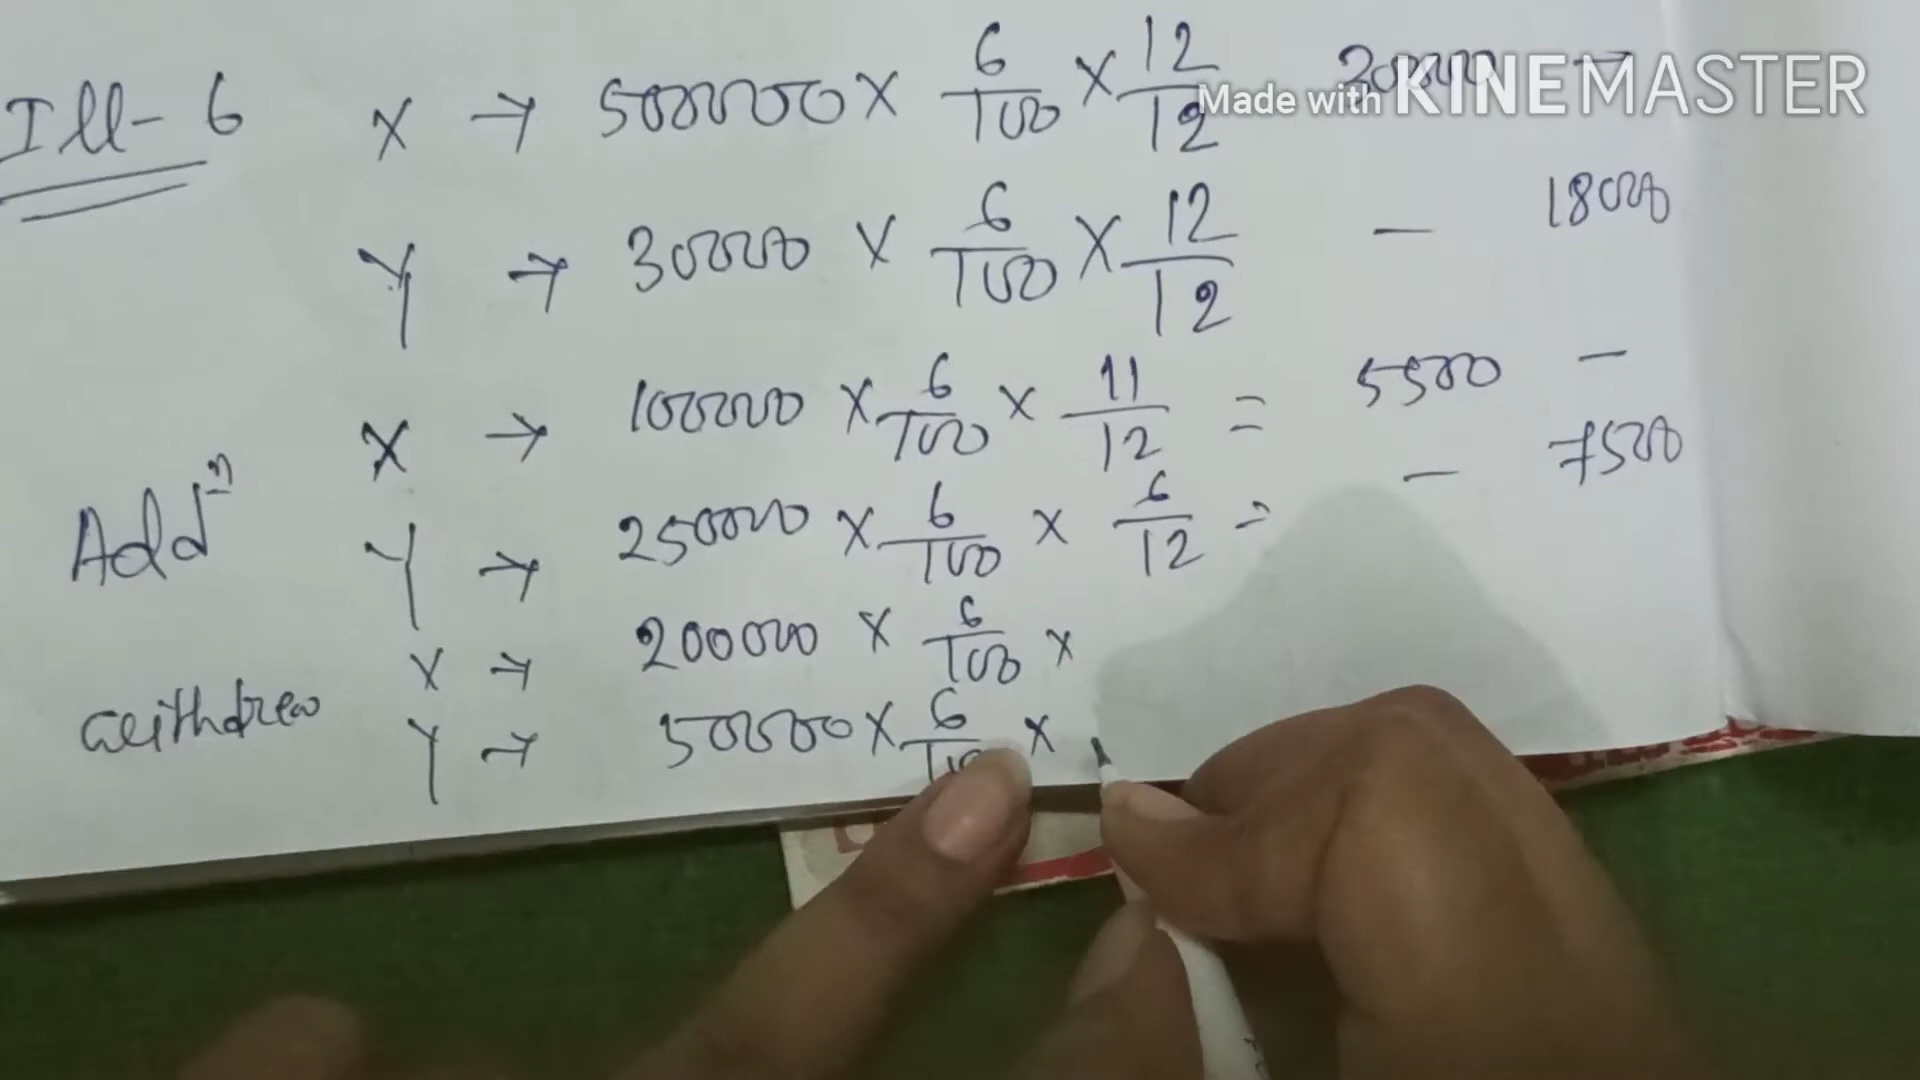 Ill- 6 X → 500000 X 6/100 X 12/12 30000 -
Made with KINEMASTER
Y → 300000 X 6/100 X 12/12 - 18000
X → 100000 X 6/100 X 11/12 = 5500 -
Addⁿ Y → 250000 X 6/100 X 6/12 = - 7500
X → 200000 X 6/100 X
withdrew Y → 50000 X 6/100 X